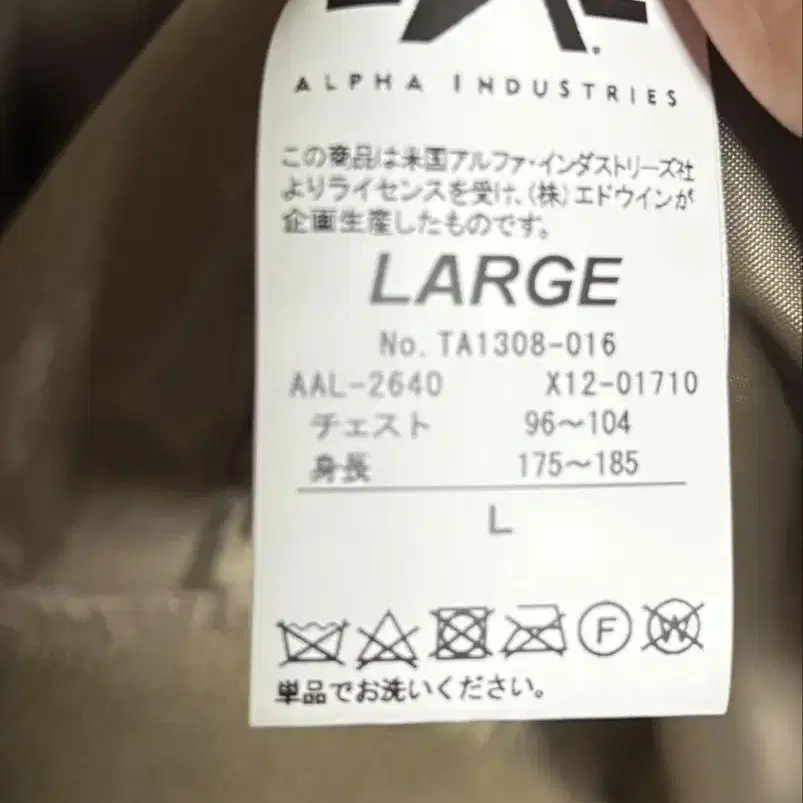 ALPHA INDUSTRIES
この商品は米国アルファ・インダストリーズ社
よりライセンスを受け、(株)エドウインが
企画生産したものです。
LARGE
No. TA1308-016
AAL-2640 X12-01710
チェスト 96〜104
身長 175〜185
L
F W
単品でお洗いください。